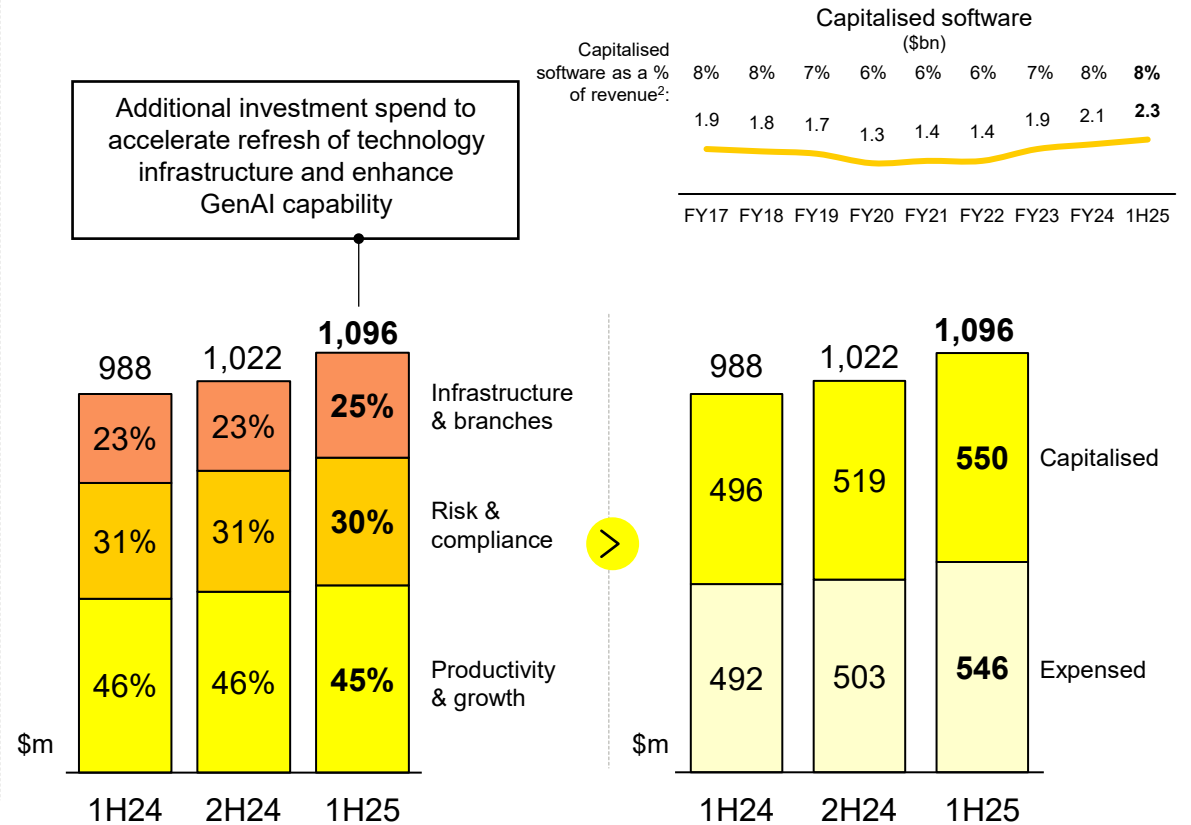 Capitalised software
($bn)
Capitalised
software as a %
of revenue2:
8% 8% 7% 6% 6% 6% 7% 8% 8%
1.9 1.8 1.7 1.3 1.4 1.4 1.9 2.1 2.3
FY17 FY18 FY19 FY20 FY21 FY22 FY23 FY24 1H25
Additional investment spend to
accelerate refresh of technology
infrastructure and enhance
GenAI capability
988 1,022 1,096
23% 23% 25%
Infrastructure
& branches
31% 31% 30%
Risk &
compliance
46% 46% 45%
Productivity
& growth
$m
1H24 2H24 1H25
>
988 1,022 1,096
496 519 550 Capitalised
492 503 546 Expensed
$m
1H24 2H24 1H25